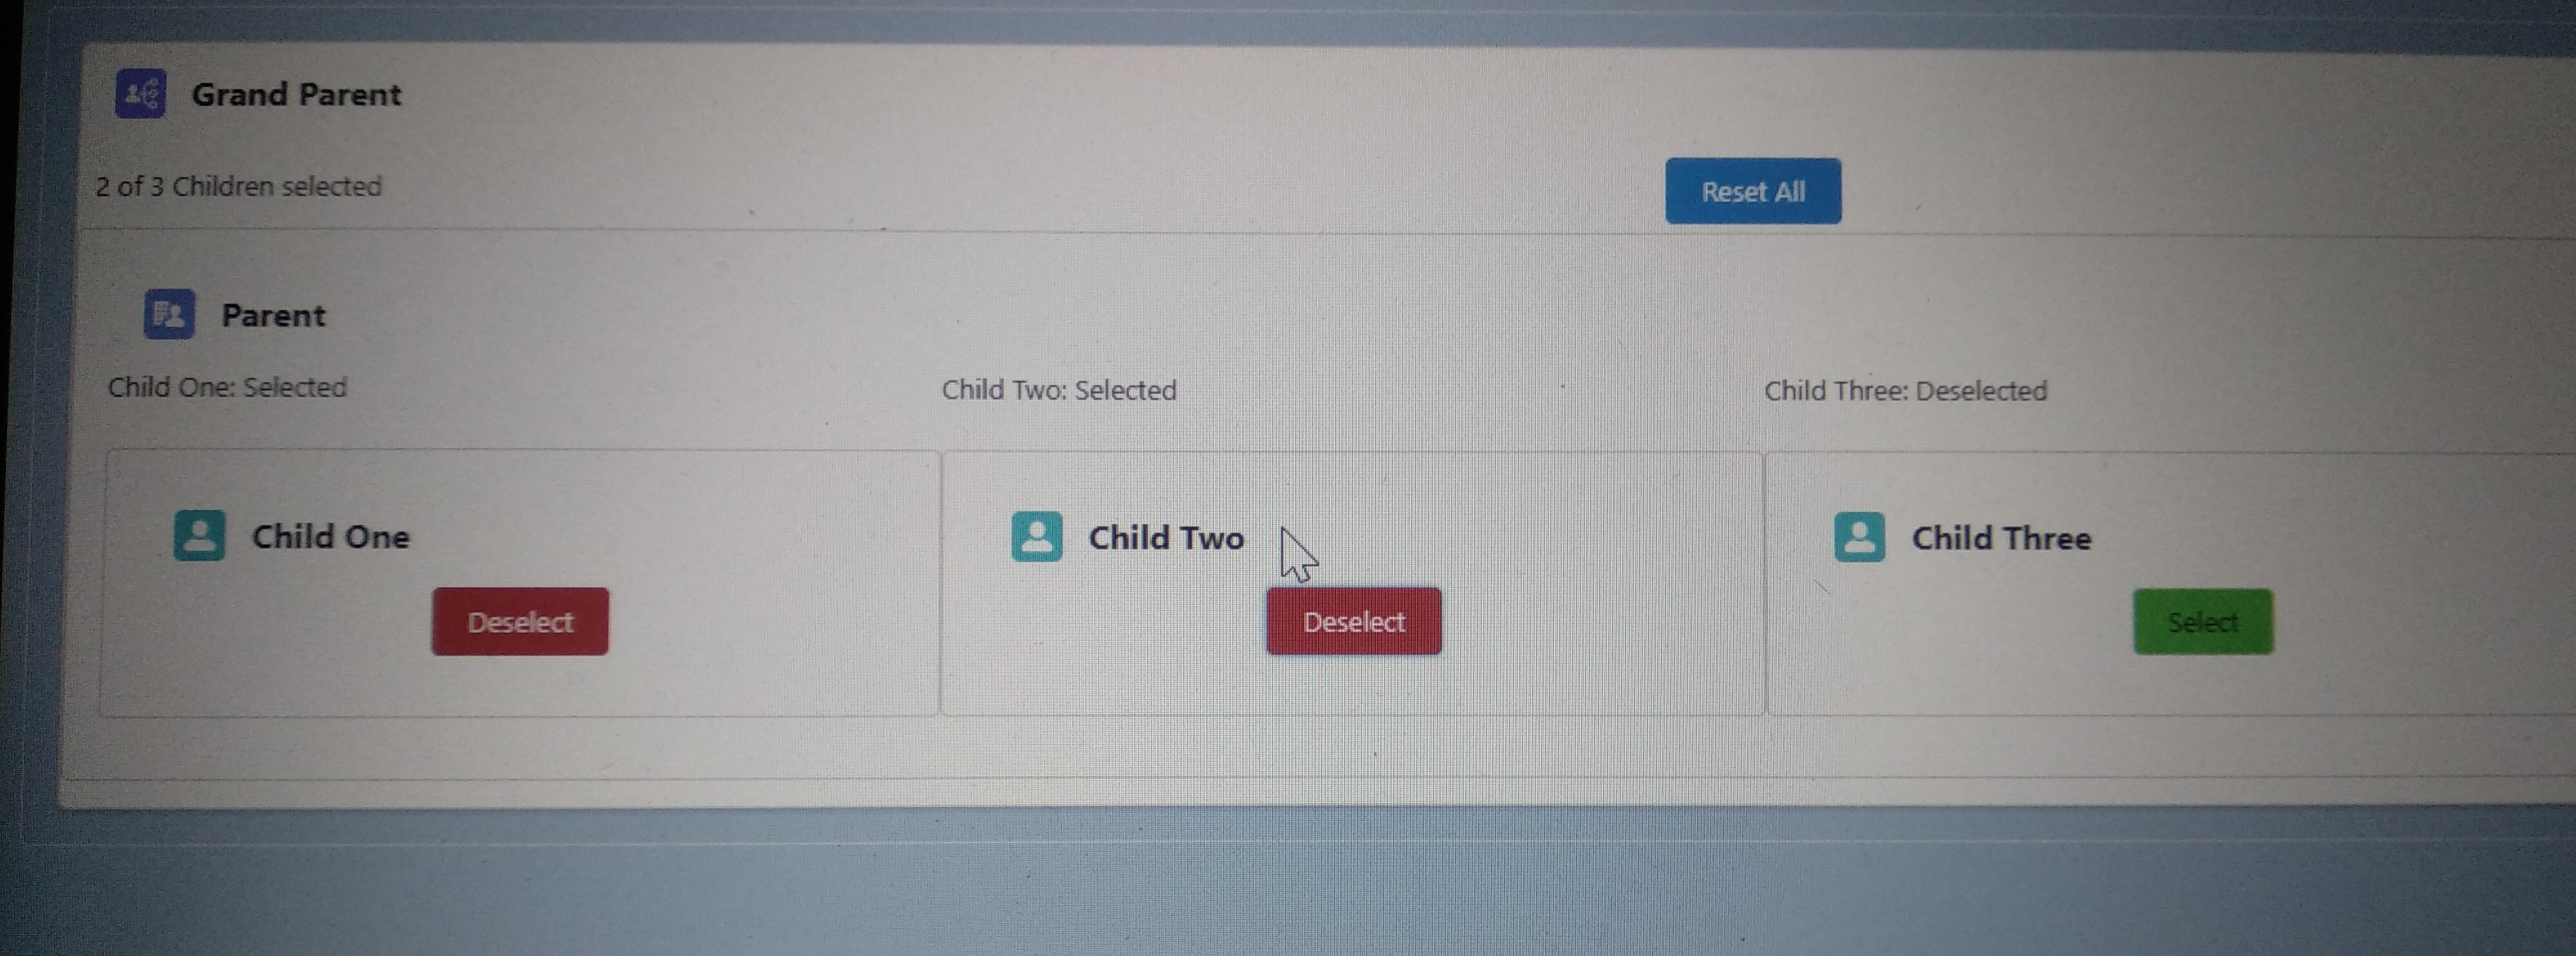 Grand Parent
2 of 3 Children selected
Reset All
Parent
Child One: Selected
Child Two: Selected
Child Three: Deselected
Child One
Child Two
Child Three
Deselect
Deselect
Select